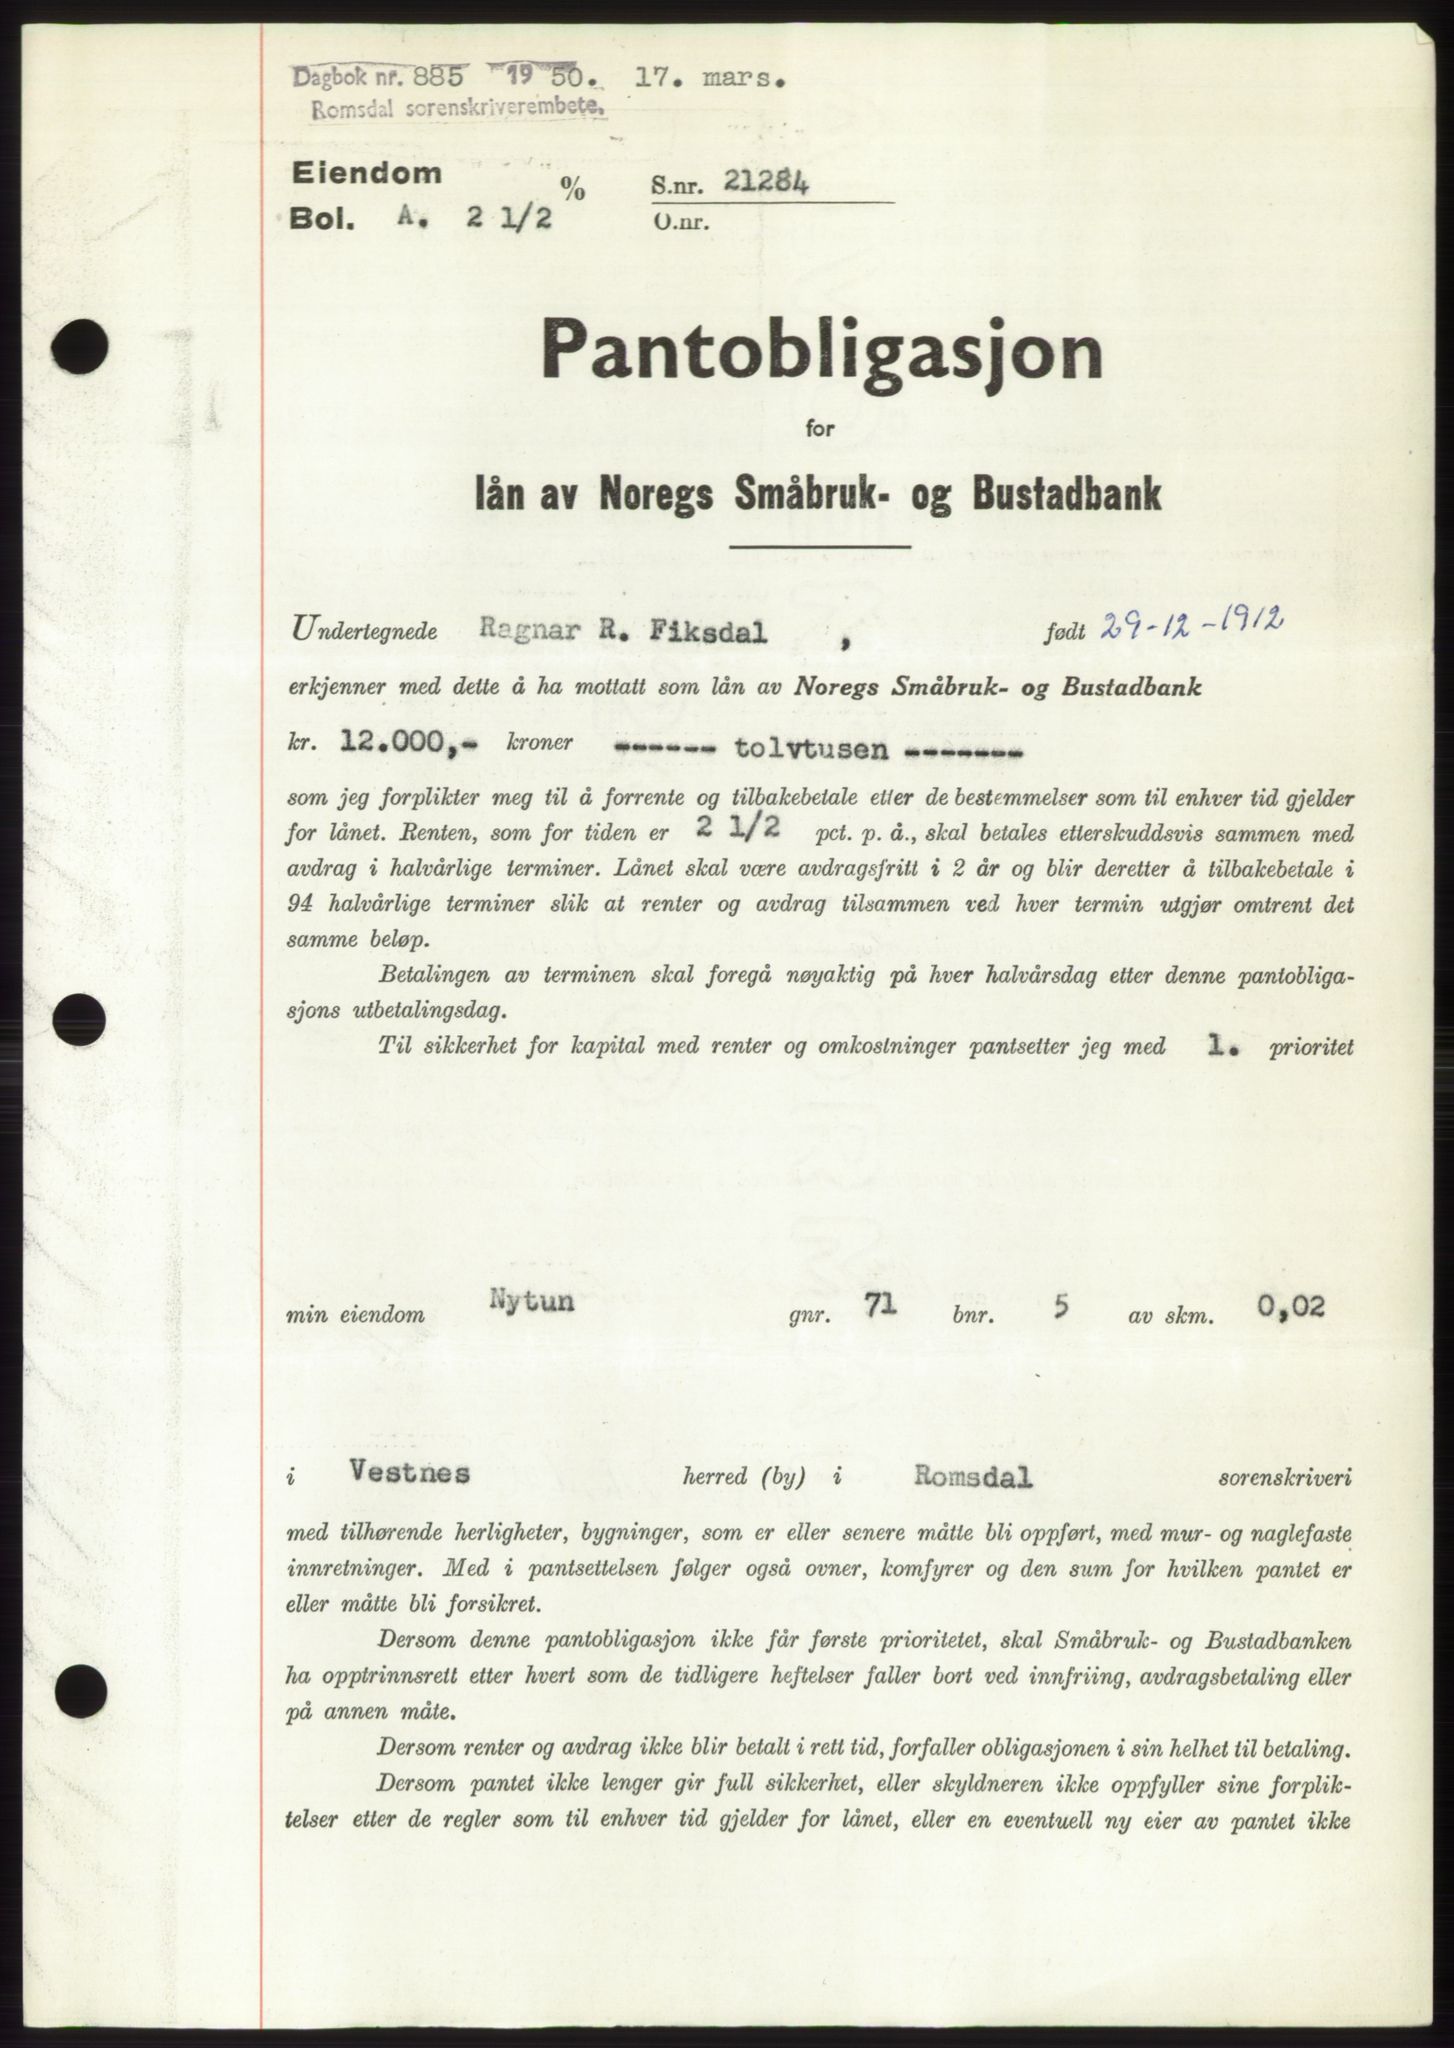 Dagbok nr. 885 1950. 17. mars.
Romsdal sorenskriverembete.
Eiendom % S.nr. 21284
Bol. A. 2 1/2 O.nr.
Pantobligasjon
for
lån av Noregs Småbruk- og Bustadbank
Undertegnede Ragnar R. Fiksdal , født 29-12-1912
erkjenner med dette å ha mottatt som lån av Noregs Småbruk- og Bustadbank
kr. 12.000,- kroner ------ tolvtusen -------
som jeg forplikter meg til å forrente og tilbakebetale etter de bestemmelser som til enhver tid gjelder
for lånet. Renten, som for tiden er 2 1/2 pct. p. å., skal betales etterskuddsvis sammen med
avdrag i halvårlige terminer. Lånet skal være avdragsfritt i 2 år og blir deretter å tilbakebetale i
94 halvårlige terminer slik at renter og avdrag tilsammen ved hver termin utgjør omtrent det
samme beløp.
Betalingen av terminen skal foregå nøyaktig på hver halvårsdag etter denne pantobliga-
sjons utbetalingsdag.
Til sikkerhet for kapital med renter og omkostninger pantsetter jeg med 1. prioritet
min eiendom Nytun gnr. 71 bnr. 5 av skm. 0,02
i Vestnes herred (by) i Romsdal sorenskriveri
med tilhørende herligheter, bygninger, som er eller senere måtte bli oppført, med mur- og naglefaste
innretninger. Med i pantsettelsen følger også ovner, komfyrer og den sum for hvilken pantet er
eller måtte bli forsikret.
Dersom denne pantobligasjon ikke får første prioritetet, skal Småbruk- og Bustadbanken
ha opptrinnsrett etter hvert som de tidligere heftelser faller bort ved innfriing, avdragsbetaling eller
på annen måte.
Dersom renter og avdrag ikke blir betalt i rett tid, forfaller obligasjonen i sin helhet til betaling.
Dersom pantet ikke lenger gir full sikkerhet, eller skyldneren ikke oppfyller sine forplik-
telser etter de regler som til enhver tid gjelder for lånet, eller en eventuell ny eier av pantet ikke